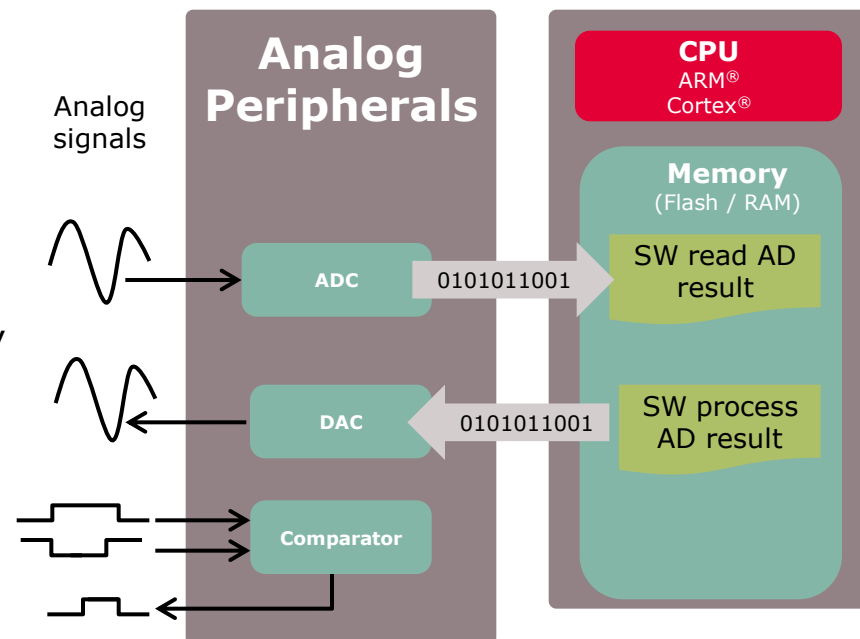 Analog
Peripherals
Analog
signals
ADC
0101011001
DAC
0101011001
Comparator
CPU
ARM®
Cortex®
Memory
(Flash / RAM)
SW read AD
result
SW process
AD result